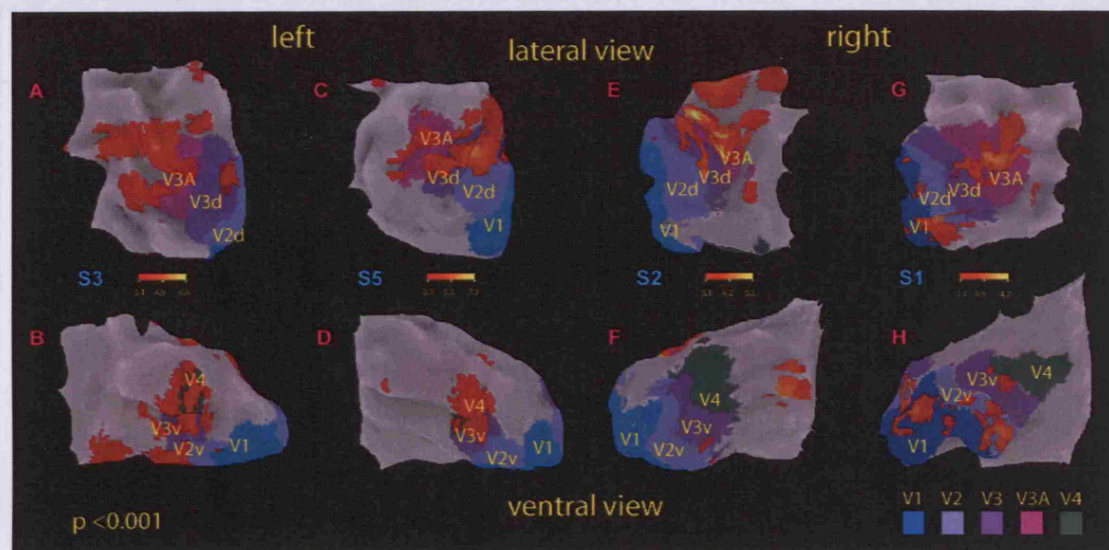 left
lateral view
right
A
C
E
G
V3A
V3d
V2d
V3A
V3d
V2d
V1
V3A
V3d
V2d
V1
V3A
V3d
V2d
V1
S3
S5
S2
S1
B
D
F
H
V4
V3v
V2v
V1
V4
V3v
V2v
V1
V4
V3v
V2v
V1
V4
V3v
V2v
V1
ventral view
p <0.001
V1 V2 V3 V3A V4